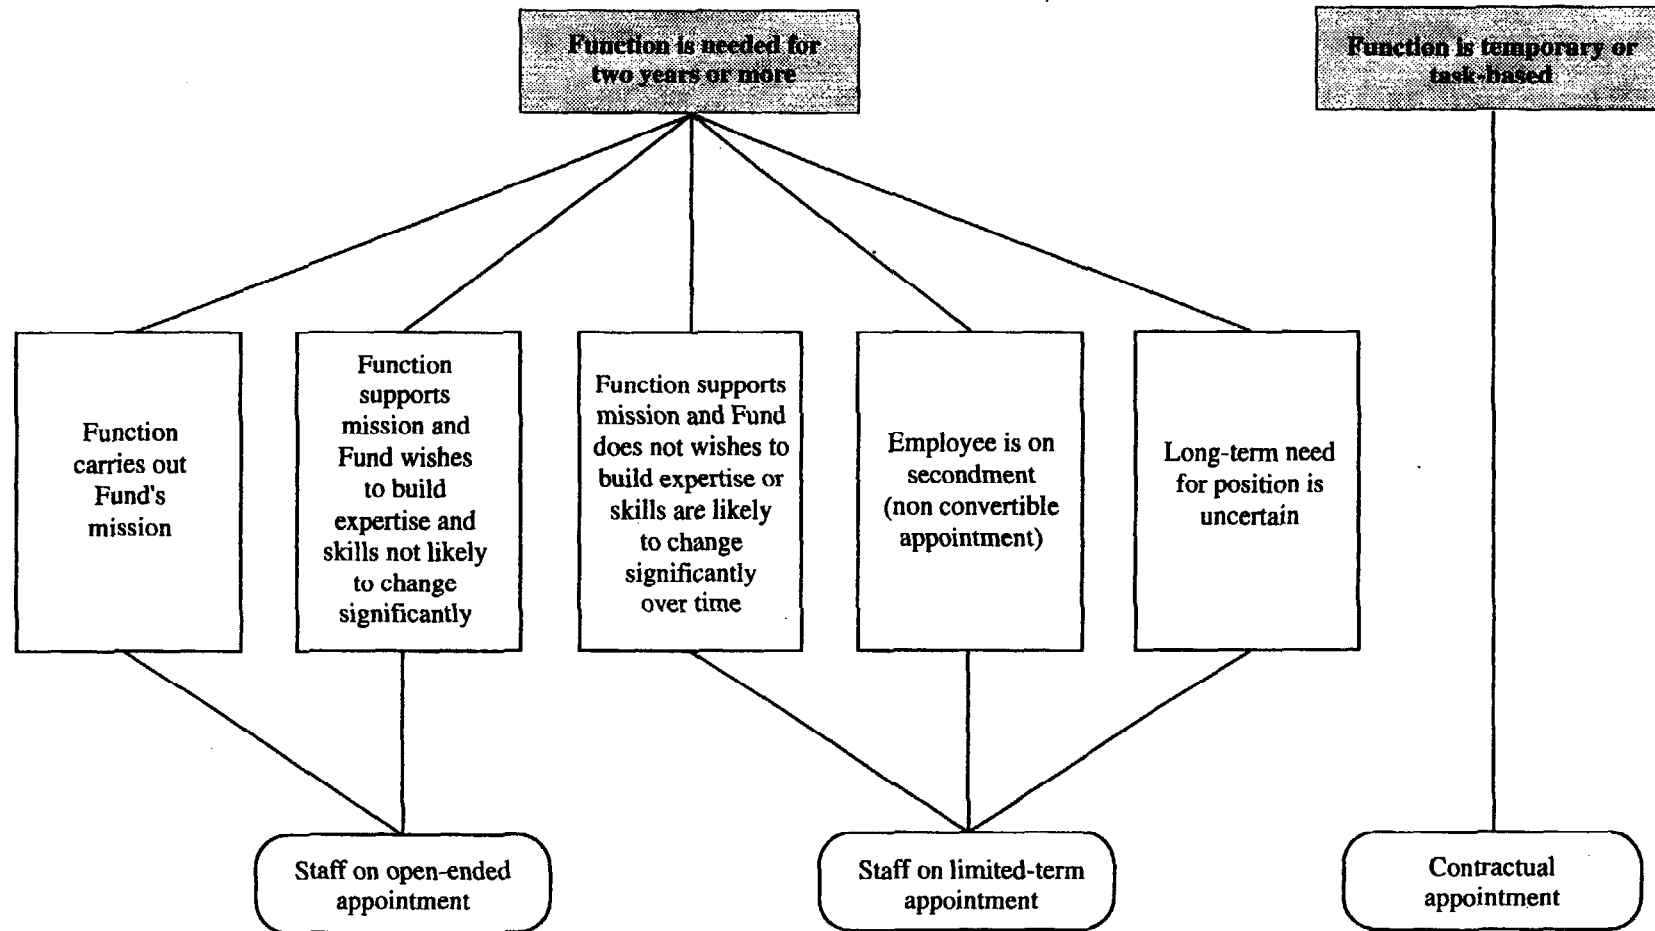 Function is needed for
two years or more
Function is temporary or
task-based
Function
carries out
Fund's
mission
Function
supports
mission and
Fund wishes
to build
expertise and
skills not likely
to change
significantly
Function supports
mission and Fund
does not wishes to
build expertise or
skills are likely
to change
significantly
over time
Employee is on
secondment
(non convertible
appointment)
Long-term need
for position is
uncertain
Staff on open-ended
appointment
Staff on limited-term
appointment
Contractual
appointment